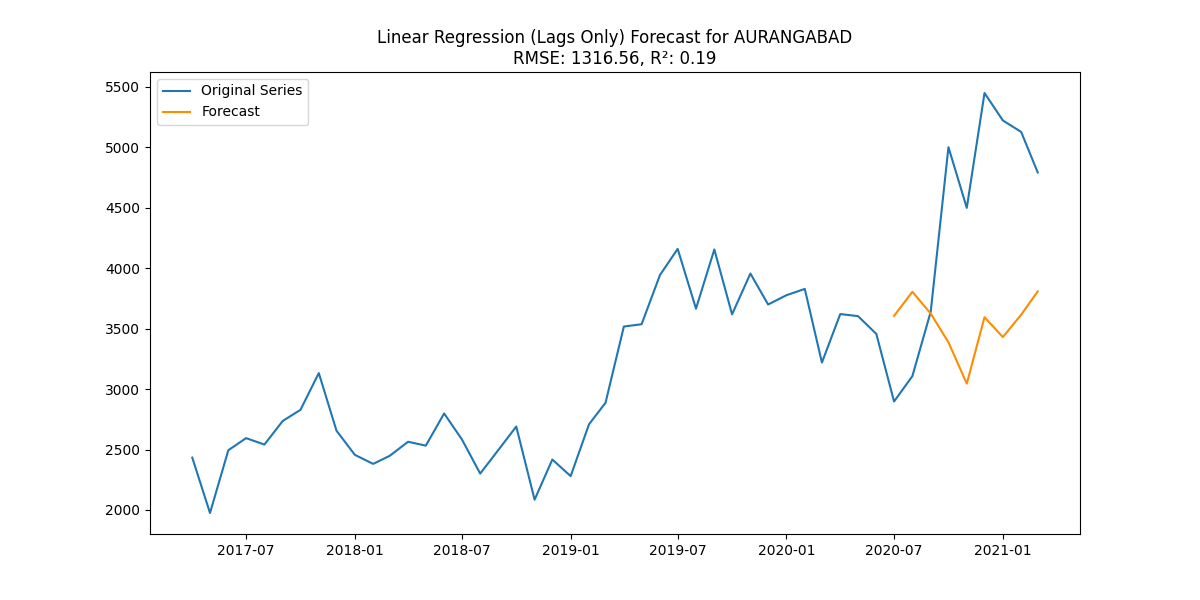 Linear Regression (Lags Only) Forecast for AURANGABAD
RMSE: 1316.56, R²: 0.19
Original Series
Forecast
5500
5000
4500
4000
3500
3000
2500
2000
2017-07 2018-01 2018-07 2019-01 2019-07 2020-01 2020-07 2021-01